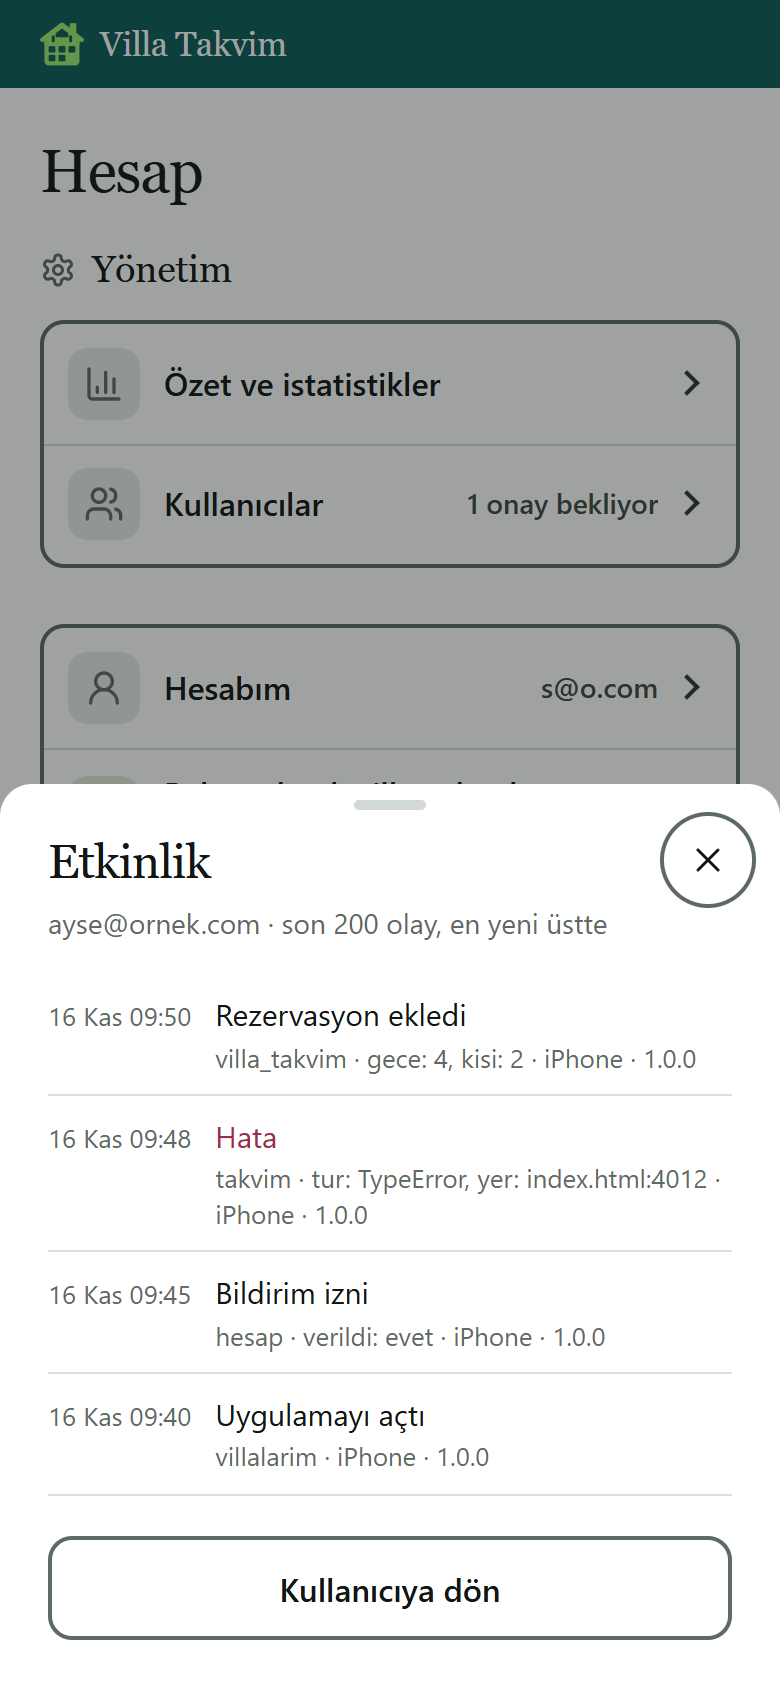 Villa Takvim
Hesap
Yönetim
Özet ve istatistikler
Kullanıcılar
1 onay bekliyor
Hesabım
s@o.com
Etkinlik
ayse@ornek.com · son 200 olay, en yeni üstte
16 Kas 09:50
Rezervasyon ekledi
villa_takvim · gece: 4, kisi: 2 · iPhone · 1.0.0
16 Kas 09:48
Hata
takvim · tur: TypeError, yer: index.html:4012 ·
iPhone · 1.0.0
16 Kas 09:45
Bildirim izni
hesap · verildi: evet · iPhone · 1.0.0
16 Kas 09:40
Uygulamayı açtı
villalarim · iPhone · 1.0.0
Kullanıcıya dön